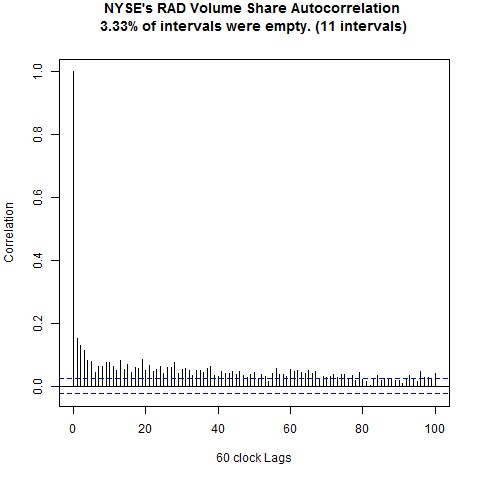 NYSE's RAD Volume Share Autocorrelation
3.33% of intervals were empty. (11 intervals)
Correlation
1.0
0.8
0.6
0.4
0.2
0.0
0 20 40 60 80 100
60 clock Lags